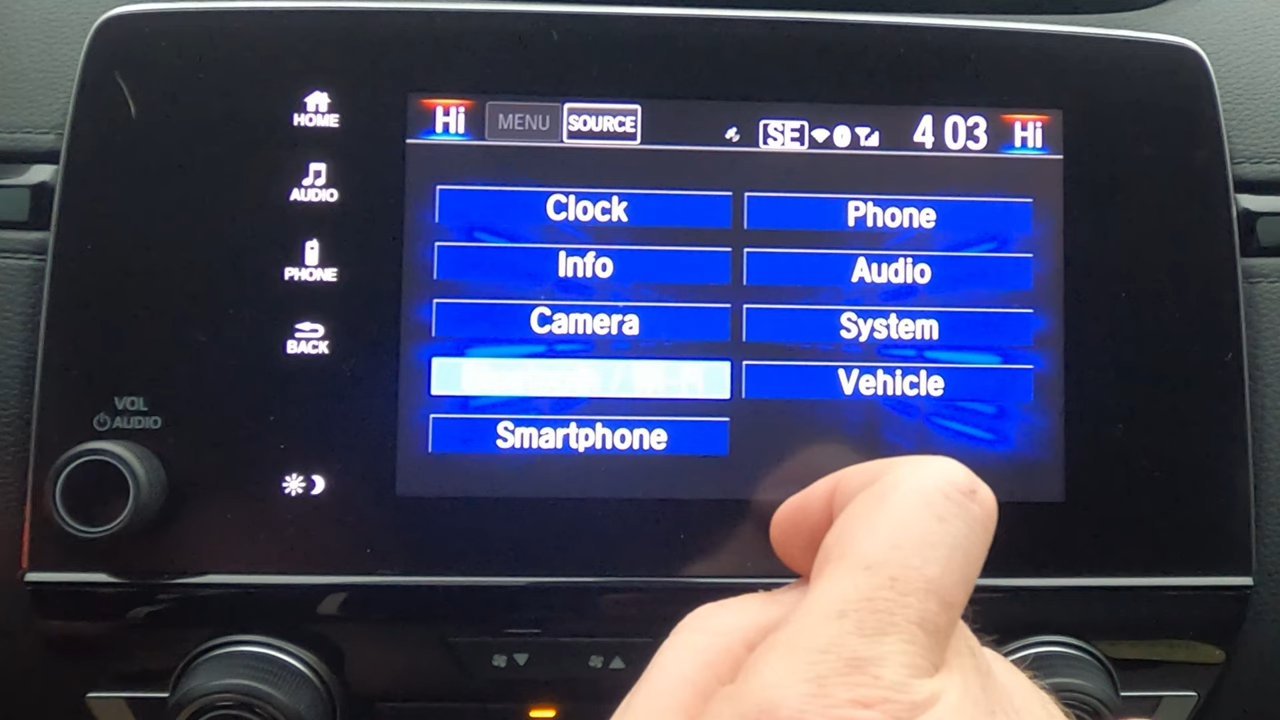 HOME
AUDIO
PHONE
BACK
VOL
AUDIO
Hi MENU SOURCE SE 4 03 Hi
Clock Phone
Info Audio
Camera System
Vehicle
Smartphone